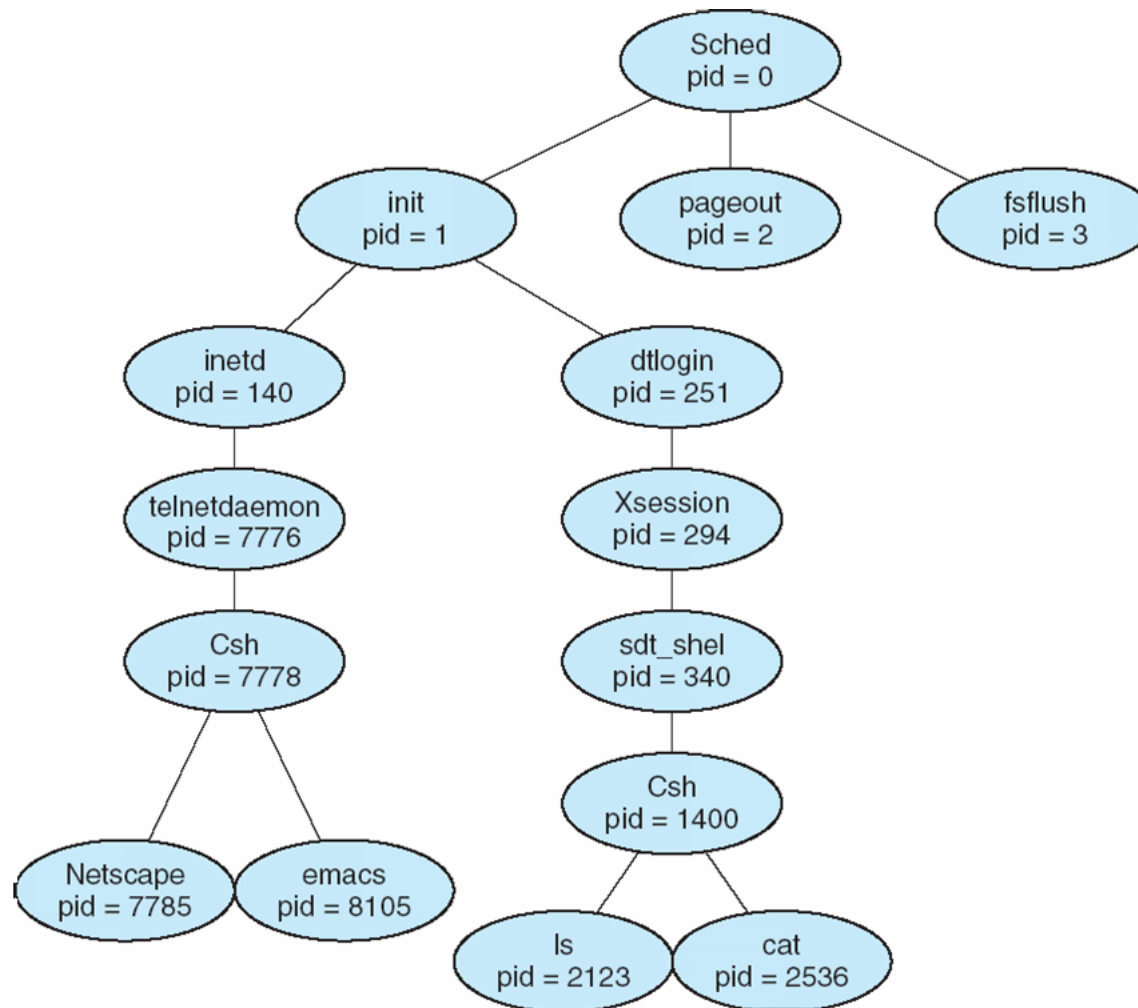 Sched
pid = 0
init
pid = 1
pageout
pid = 2
fsflush
pid = 3
inetd
pid = 140
dtlogin
pid = 251
telnetdaemon
pid = 7776
Xsession
pid = 294
Csh
pid = 7778
sdt_shel
pid = 340
Csh
pid = 1400
Netscape
pid = 7785
emacs
pid = 8105
ls
pid = 2123
cat
pid = 2536